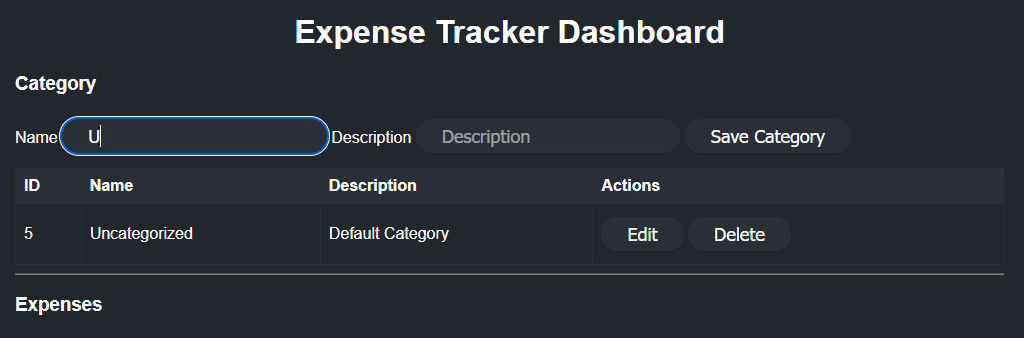 Expense Tracker Dashboard
Category
Name U Description Description Save Category
ID Name Description Actions
5 Uncategorized Default Category Edit Delete
Expenses